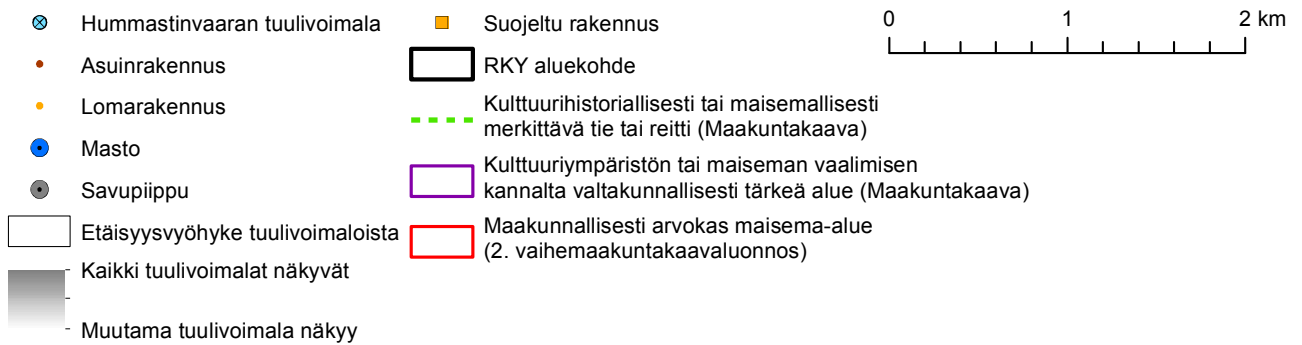 Hummastinvaaran tuulivoimala
Asuinrakennus
Lomarakennus
Masto
Savupiippu
Etäisyysvyöhyke tuulivoimaloista
Kaikki tuulivoimalat näkyvät
Muutama tuulivoimala näkyy
Suojeltu rakennus
RKY aluekohde
Kulttuurihistoriallisesti tai maisemallisesti
merkittävä tie tai reitti (Maakuntakaava)
Kulttuuriympäristön tai maiseman vaalimisen
kannalta valtakunnallisesti tärkeä alue (Maakuntakaava)
Maakunnallisesti arvokas maisema-alue
(2. vaihemaakuntakaavaluonnos)
0 1 2 km